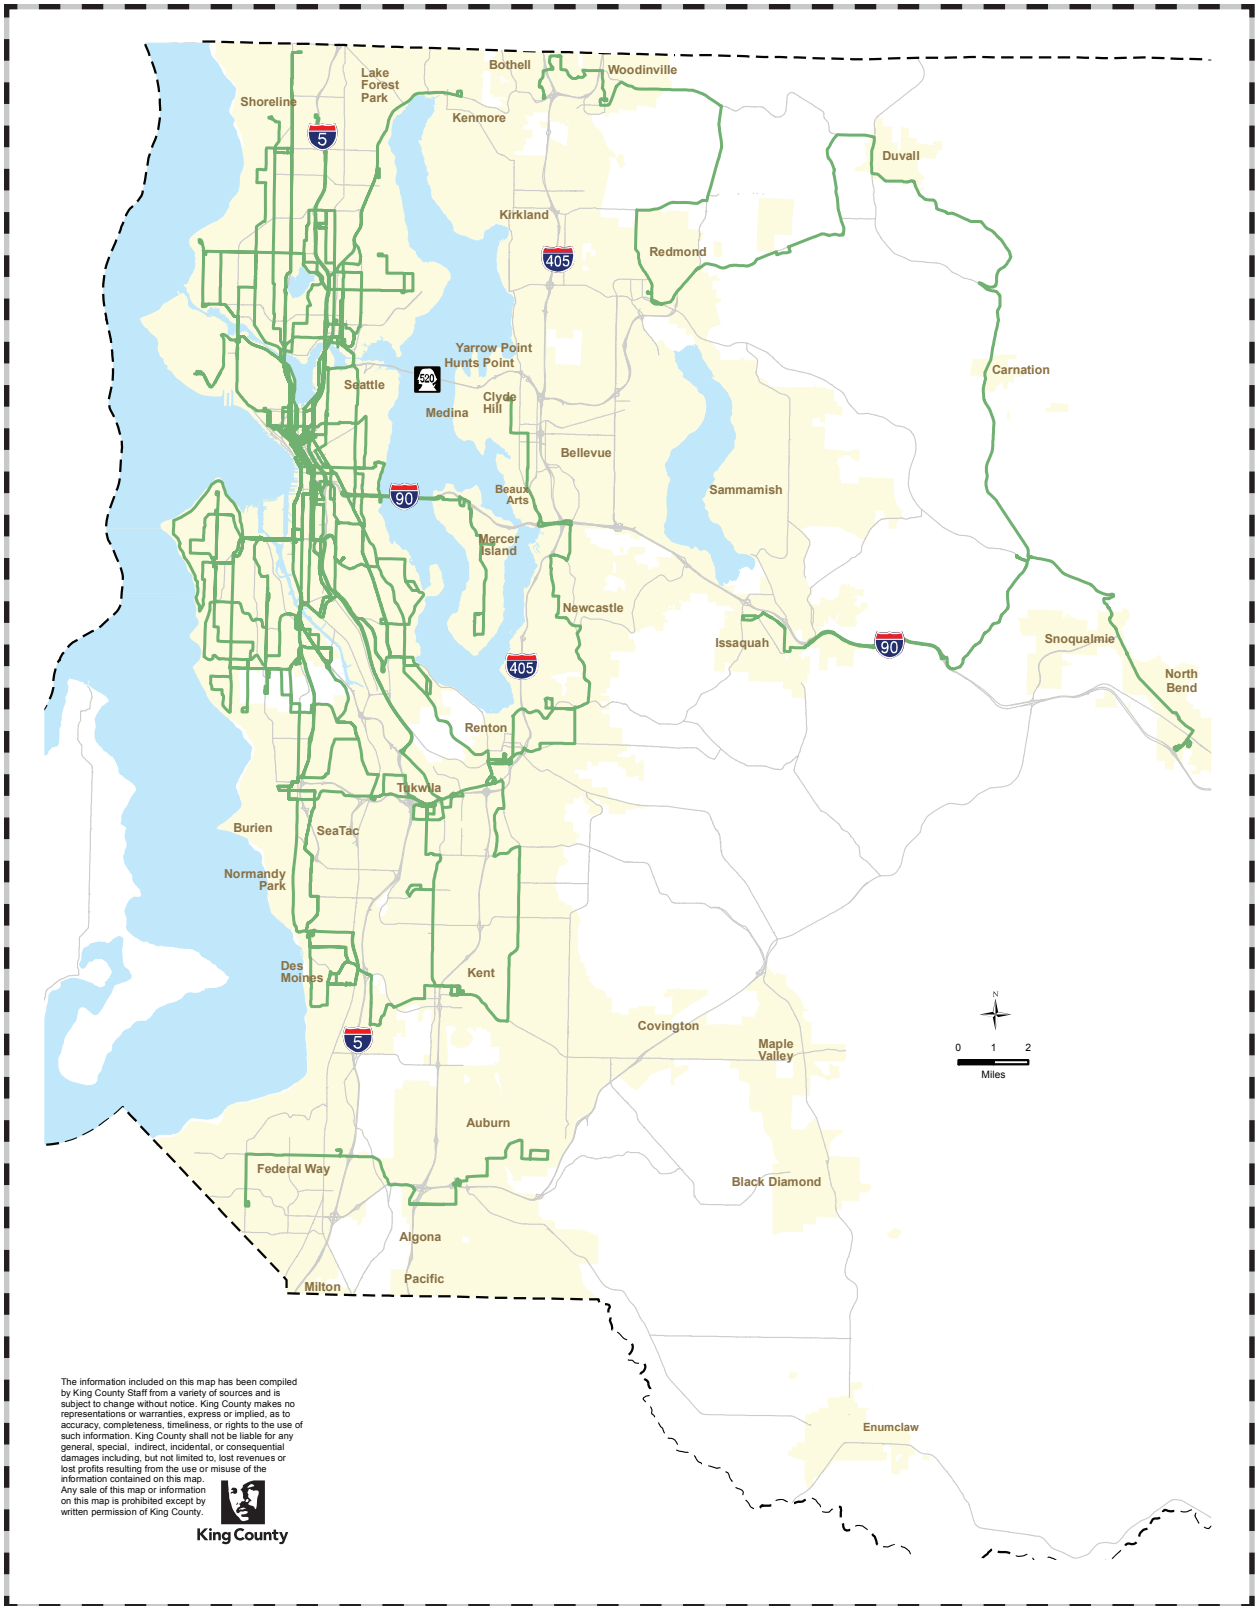 Bothell
Woodinville
Lake
Forest
Park
Shoreline
Kenmore
5
Duvall
Kirkland
Redmond
405
Yarrow Point
Hunts Point
Carnation
520
Seattle
Clyde
Hill
Medina
Bellevue
Beaux
Arts
Sammamish
90
Mercer
Island
Newcastle
Issaquah
90
Snoqualmie
405
North
Bend
Renton
Tukwila
Burien
SeaTac
Normandy
Park
Des
Moines
Kent
N
Covington
5
Maple
Valley
0 1 2
Miles
Auburn
Federal Way
Black Diamond
Algona
Pacific
Milton
Enumclaw
The information included on this map has been compiled
by King County Staff from a variety of sources and is
subject to change without notice. King County makes no
representations or warranties, express or implied, as to
accuracy, completeness, timeliness, or rights to the use of
such information. King County shall not be liable for any
general, special, indirect, incidental, or consequential
damages including, but not limited to, lost revenues or
lost profits resulting from the use or misuse of the
information contained on this map.
Any sale of this map or information
on this map is prohibited except by
written permission of King County.
King County